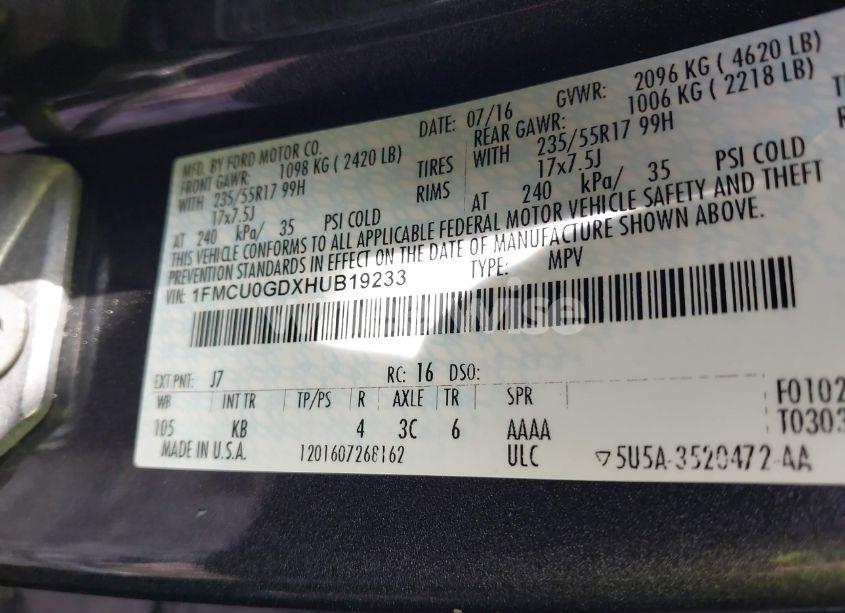 MFD. BY FORD MOTOR CO. DATE: 07/16 GVWR: 2096 KG ( 4620 LB)
FRONT GAWR: 1098 KG ( 2420 LB) REAR GAWR: 1006 KG ( 2218 LB)
WITH 235/55R17 99H TIRES WITH 235/55R17 99H
17x7.5J RIMS 17x7.5J
AT 240 kPa/ 35 PSI COLD AT 240 kPa/ 35 PSI COLD
THIS VEHICLE CONFORMS TO ALL APPLICABLE FEDERAL MOTOR VEHICLE SAFETY AND THEFT
PREVENTION STANDARDS IN EFFECT ON THE DATE OF MANUFACTURE SHOWN ABOVE.
VIN: 1FMCU0GDXHUB19233 TYPE: MPV
EXT PNT: J7 RC: 16 DSO:
WB INT TR TP/PS R AXLE TR SPR
105 KB 4 3C 6 AAAA
MADE IN U.S.A. 1201607268162 ULC ▽5U5A-3520472-AA
F0102
T0303